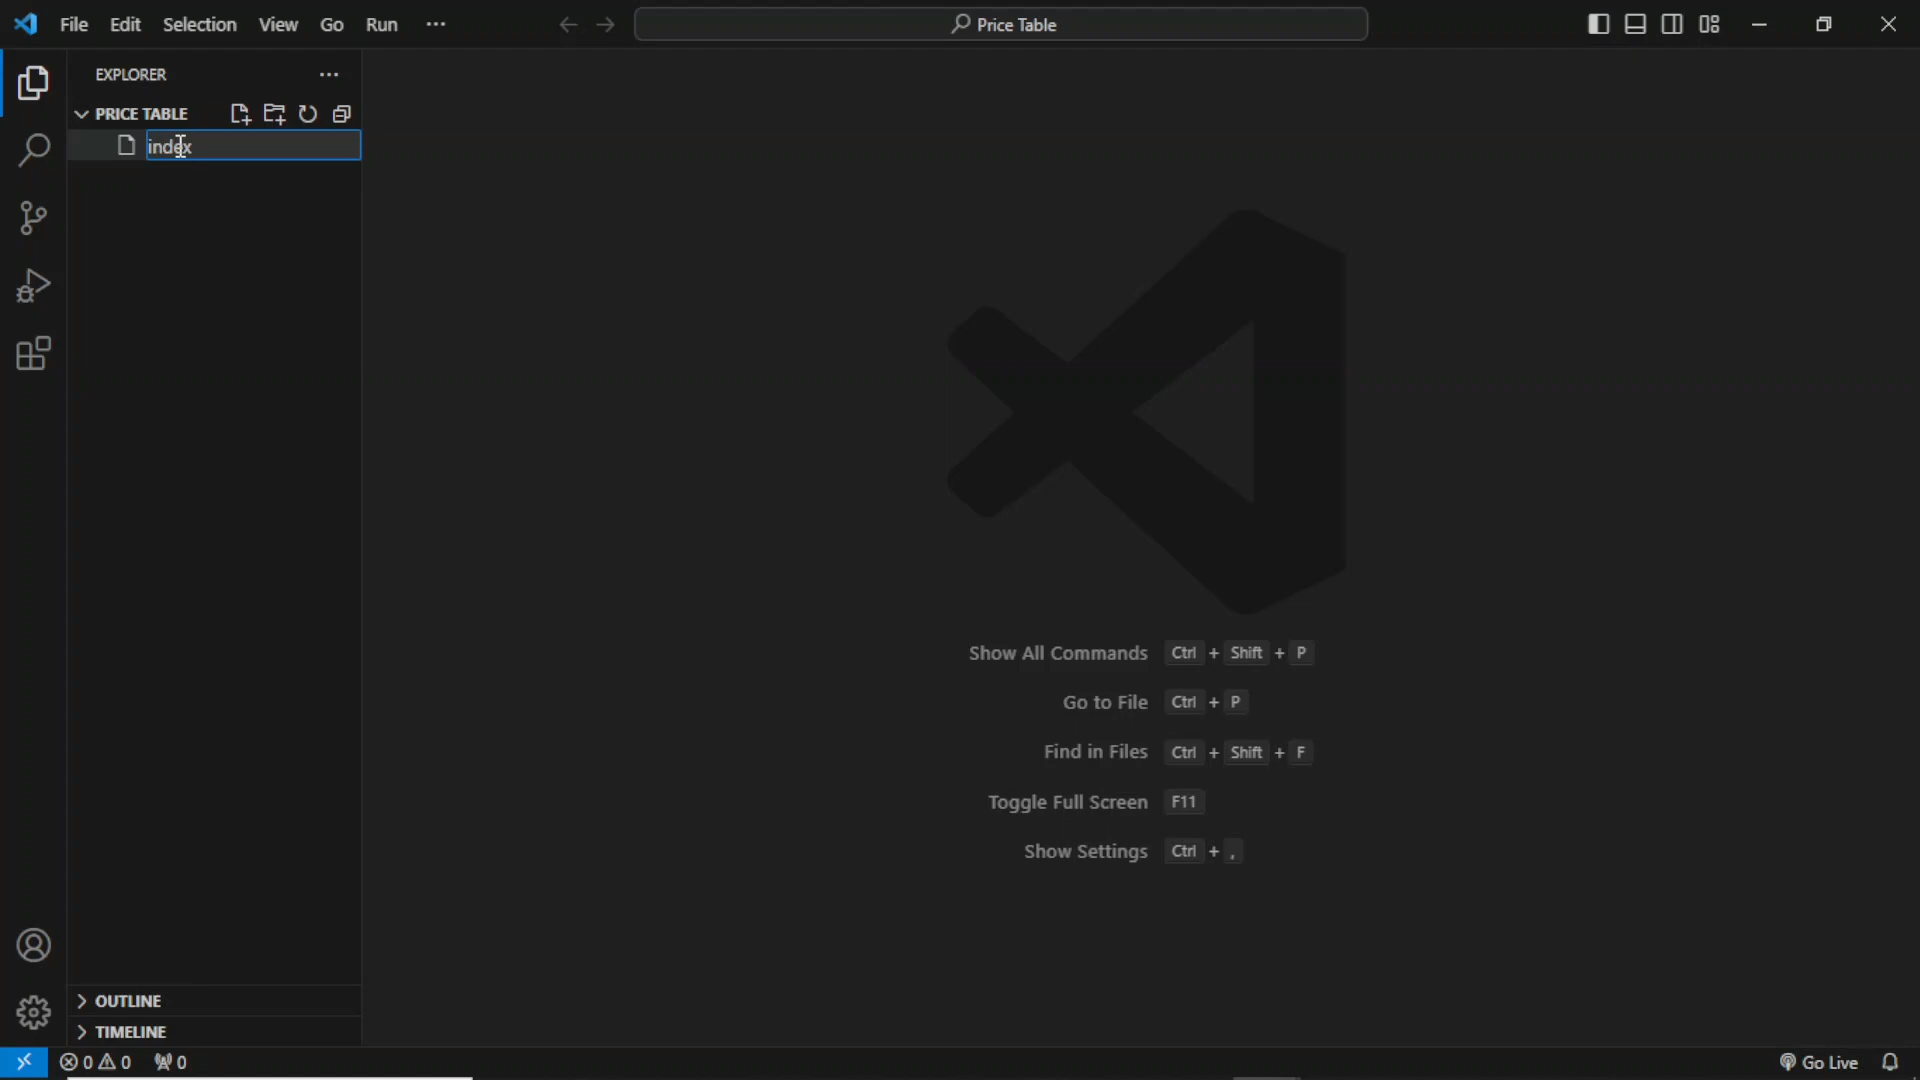 File Edit Selection View Go Run ··· Price Table
EXPLORER ···
PRICE TABLE
index
Show All Commands Ctrl + Shift + P
Go to File Ctrl + P
Find in Files Ctrl + Shift + F
Toggle Full Screen F11
Show Settings Ctrl + ,
OUTLINE
TIMELINE
0 0 0 Go Live